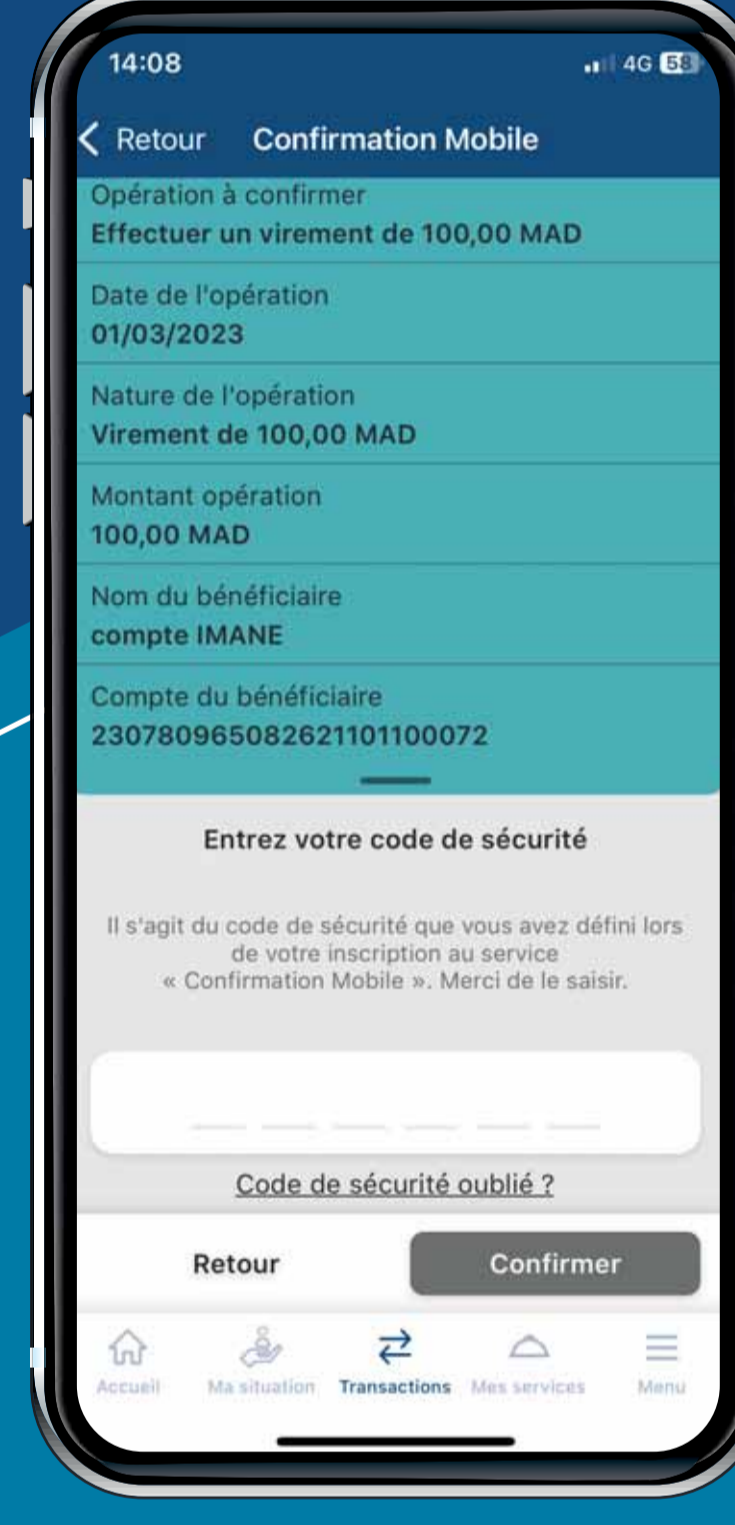 14:08
4G 58
Retour Confirmation Mobile
Opération à confirmer
Effectuer un virement de 100,00 MAD
Date de l'opération
01/03/2023
Nature de l'opération
Virement de 100,00 MAD
Montant opération
100,00 MAD
Nom du bénéficiaire
compte IMANE
Compte du bénéficiaire
230780965082621101100072
Entrez votre code de sécurité
Il s'agit du code de sécurité que vous avez défini lors
de votre inscription au service
« Confirmation Mobile ». Merci de le saisir.
Code de sécurité oublié ?
Retour Confirmer
Accueil Ma situation Transactions Mes services Menu